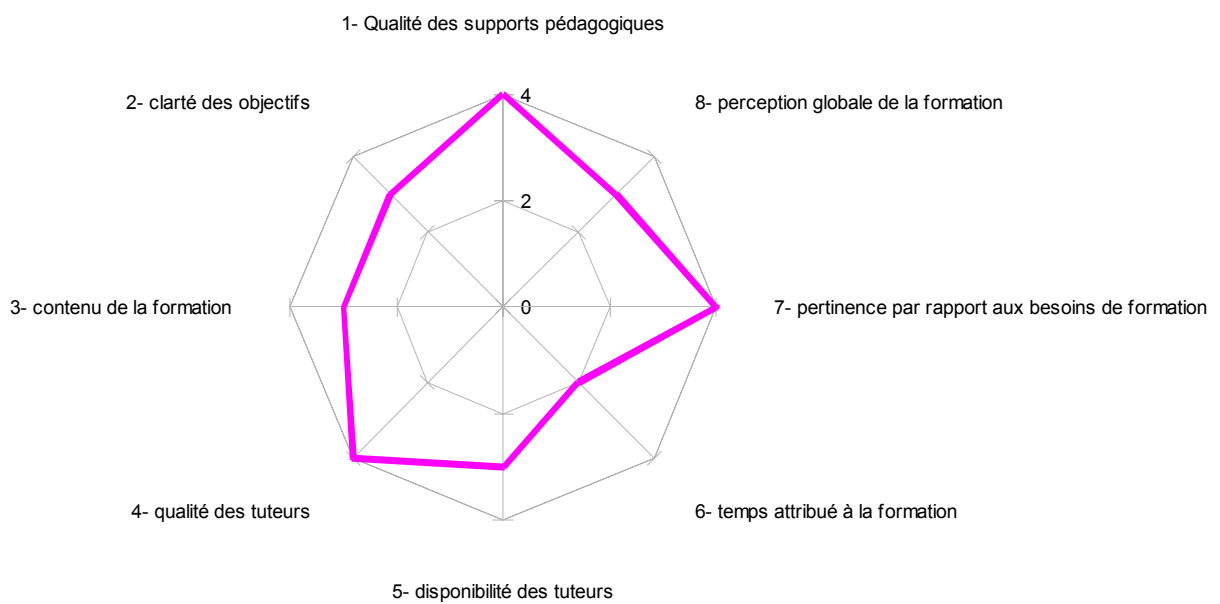 1- Qualité des supports pédagogiques
2- clarté des objectifs
8- perception globale de la formation
4
2
3- contenu de la formation
0
7- pertinence par rapport aux besoins de formation
4- qualité des tuteurs
6- temps attribué à la formation
5- disponibilité des tuteurs